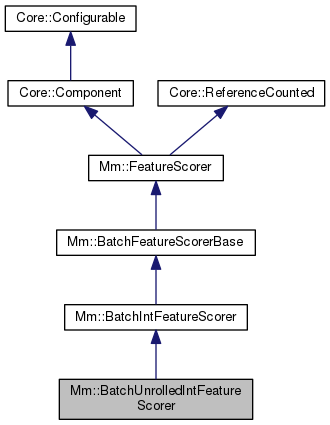 Core::Configurable
Core::Component
Core::ReferenceCounted
Mm::FeatureScorer
Mm::BatchFeatureScorerBase
Mm::BatchIntFeatureScorer
Mm::BatchUnrolledIntFeature
Scorer